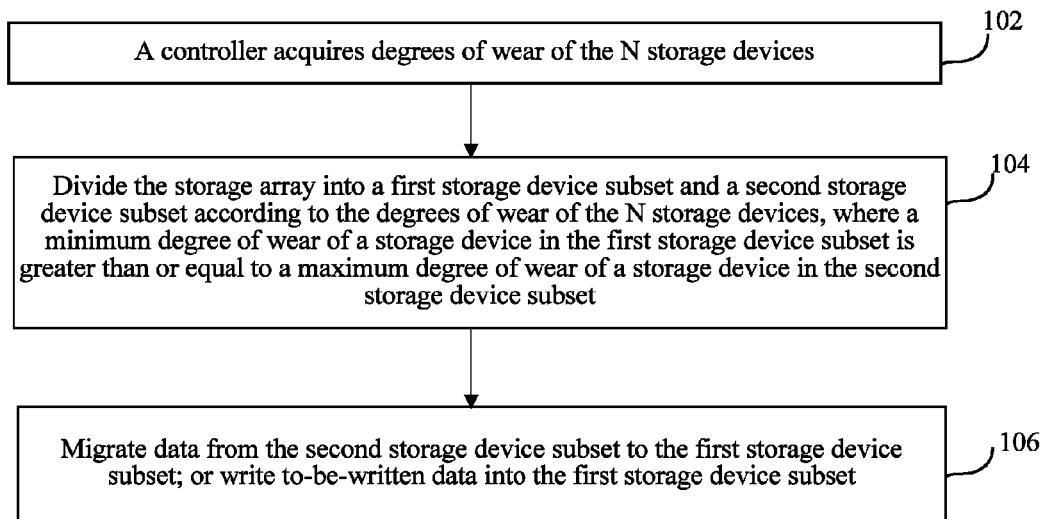 102
A controller acquires degrees of wear of the N storage devices
104
Divide the storage array into a first storage device subset and a second storage
device subset according to the degrees of wear of the N storage devices, where a
minimum degree of wear of a storage device in the first storage device subset is
greater than or equal to a maximum degree of wear of a storage device in the second
storage device subset
106
Migrate data from the second storage device subset to the first storage device
subset; or write to-be-written data into the first storage device subset